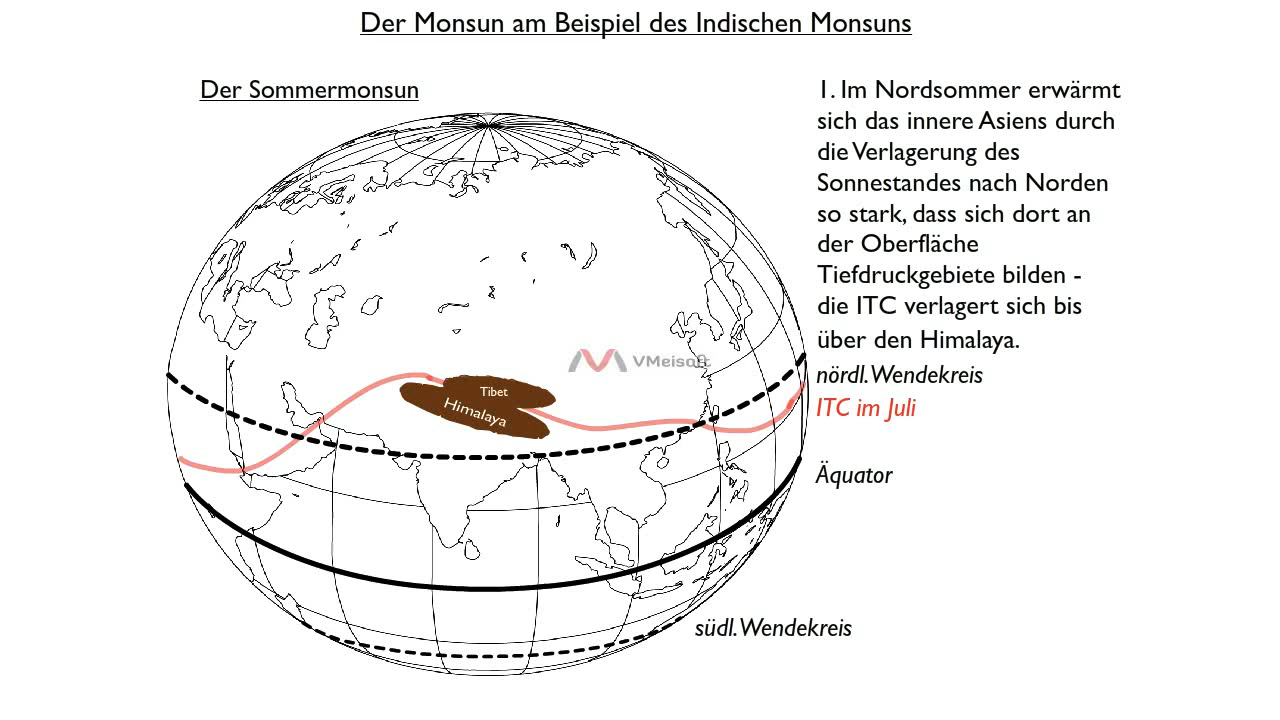 Der Monsun am Beispiel des Indischen Monsuns
Der Sommermonsun
1. Im Nordsommer erwärmt
sich das innere Asiens durch
die Verlagerung des
Sonnestandes nach Norden
so stark, dass sich dort an
der Oberfläche
Tiefdruckgebiete bilden -
die ITC verlagert sich bis
über den Himalaya.
VMeisoft
nördl. Wendekreis
Tibet
Himalaya
ITC im Juli
Äquator
südl. Wendekreis